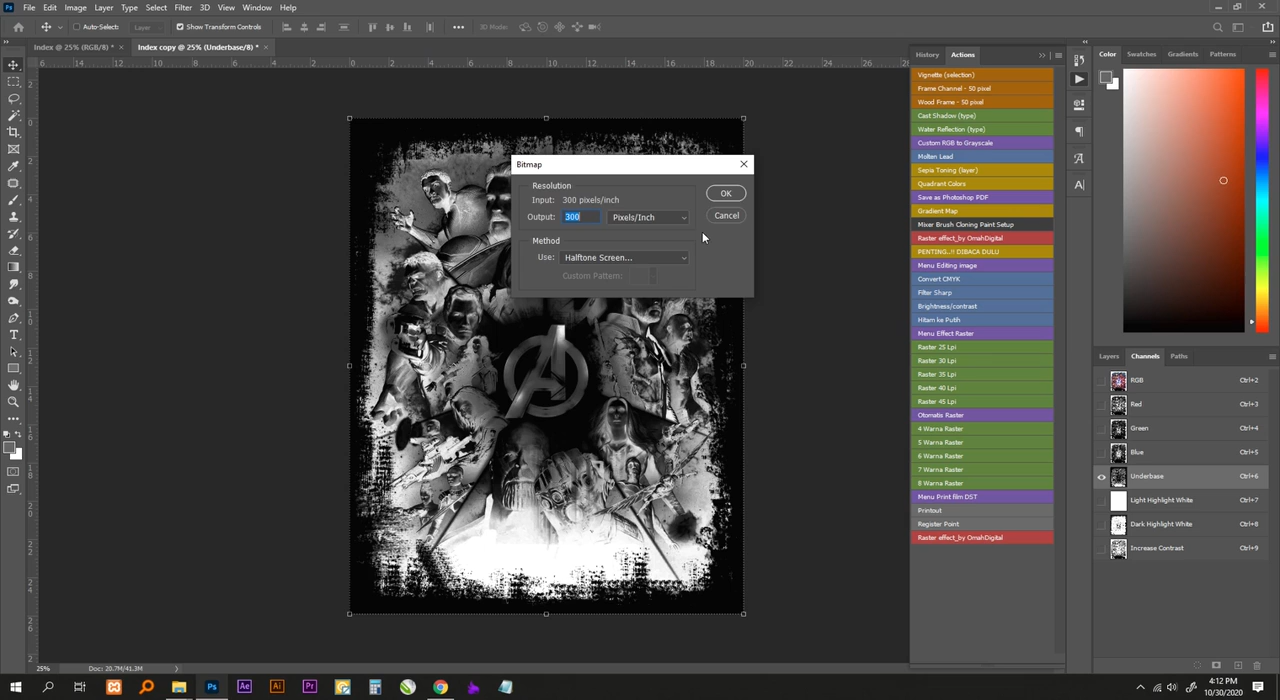 Ps File Edit Image Layer Type Select Filter 3D View Window Help
Auto-Select: Layer Show Transform Controls 3D Mode:
Index @ 25% (RGB/8) * × Index copy @ 25% (Underbase/8) * ×
History Actions
Color Swatches Gradients Patterns
Vignette (selection)
Frame Channel - 50 pixel
Wood Frame - 50 pixel
Cast Shadow (type)
Water Reflection (type)
Custom RGB to Grayscale
Molten Lead
Sepia Toning (layer)
Quadrant Colors
Save as Photoshop PDF
Gradient Map
Mixer Brush Cloning Paint Setup
Raster effect_by OmahDigital
PENTING..!! DIBACA DULU
Menu Editing image
Convert CMYK
Filter Sharp
Brightness/contrast
Hitam ke Putih
Menu Effect Raster
Raster 25 Lpi
Raster 30 Lpi
Raster 35 Lpi
Raster 40 Lpi
Raster 45 Lpi
Otomatis Raster
4 Warna Raster
5 Warna Raster
6 Warna Raster
7 Warna Raster
8 Warna Raster
Menu Print film DST
Printout
Register Point
Raster effect_by OmahDigital
Bitmap
Resolution
Input: 300 pixels/inch
Output: 300 Pixels/Inch
OK
Cancel
Method
Use: Halftone Screen...
Custom Pattern:
Layers Channels Paths
RGB Ctrl+2
Red Ctrl+3
Green Ctrl+4
Blue Ctrl+5
Underbase Ctrl+6
Light Highlight White Ctrl+7
Dark Highlight White Ctrl+8
Increase Contrast Ctrl+9
25% Doc: 20.7M/41.3M
Ps Ae Ai Pr
4:12 PM
10/30/2020